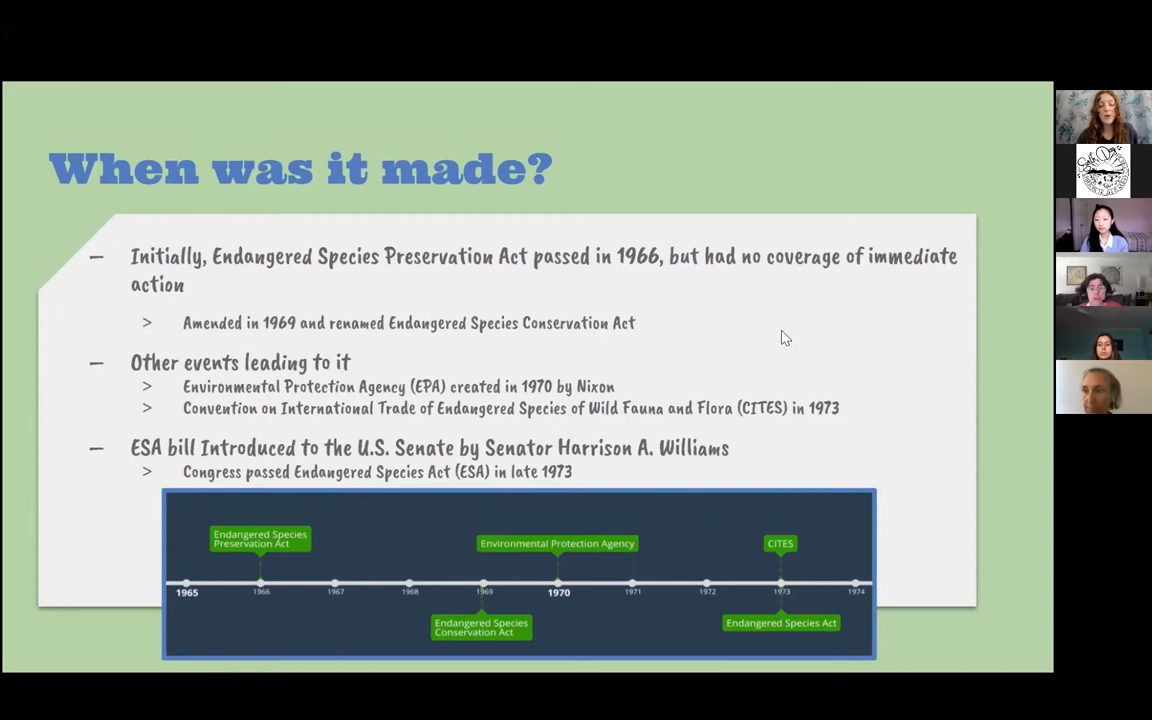 When was it made?
– Initially, Endangered Species Preservation Act passed in 1966, but had no coverage of immediate
action
> Amended in 1969 and renamed Endangered Species Conservation Act
– Other events leading to it
> Environmental Protection Agency (EPA) created in 1970 by Nixon
> Convention on International Trade of Endangered Species of Wild Fauna and Flora (CITES) in 1973
– ESA bill Introduced to the U.S. Senate by Senator Harrison A. Williams
> Congress passed Endangered Species Act (ESA) in late 1973
Endangered Species
Preservation Act
Environmental Protection Agency
CITES
1965 1966 1967 1968 1969 1970 1971 1972 1973 1974
Endangered Species
Conservation Act
Endangered Species Act